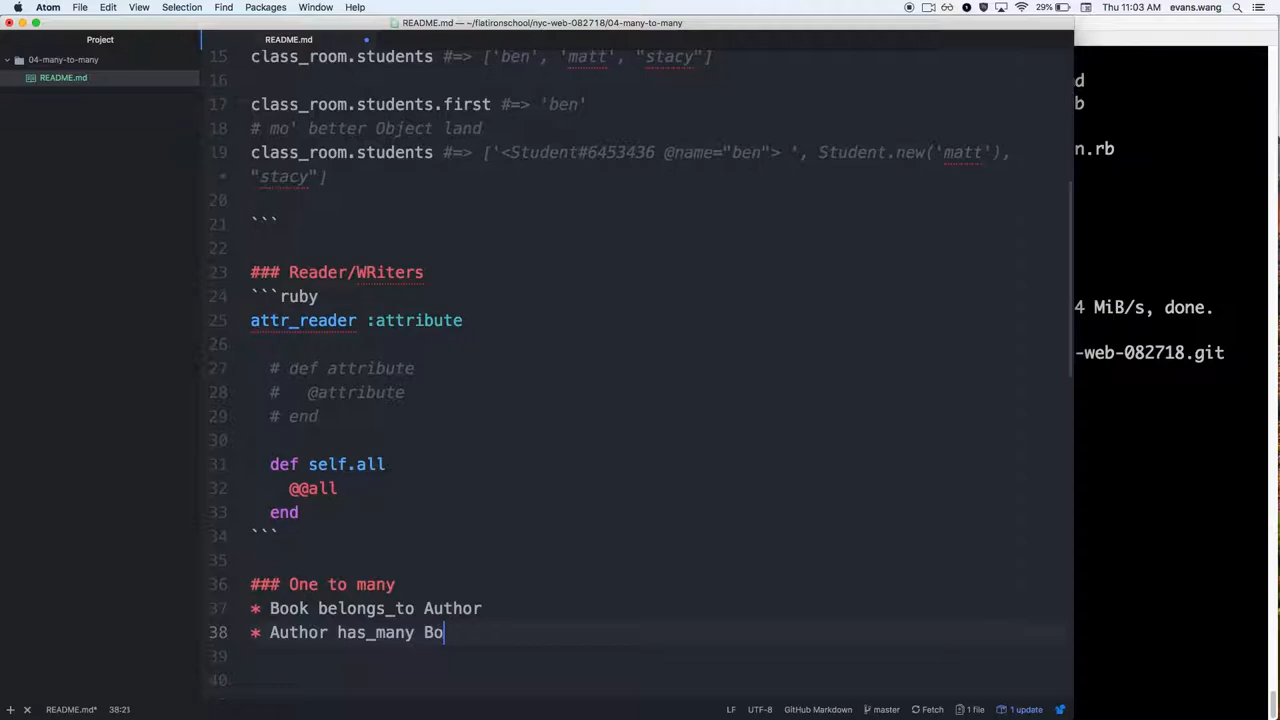 Atom File Edit View Selection Find Packages Window Help 29% Thu 11:03 AM evans.wang
README.md — ~/flatironschool/nyc-web-082718/04-many-to-many
Project
README.md
04-many-to-many
README.md
15 class_room.students #=> ['ben', 'matt', "stacy"]
16
17 class_room.students.first #=> 'ben'
18 # mo' better Object land
19 class_room.students #=> ['<Student#6453436 @name="ben"> ', Student.new('matt'),
• "stacy"]
20
21 ```
22
23 ### Reader/WRiters
24 ```ruby
25 attr_reader :attribute
26
27 # def attribute
28 #   @attribute
29 # end
30
31 def self.all
32 @@all
33 end
34 ```
35
36 ### One to many
37 * Book belongs_to Author
38 * Author has_many Bo
39
40
d
b
n.rb
4 MiB/s, done.
-web-082718.git
README.md* 38:21 LF UTF-8 GitHub Markdown master Fetch 1 file 1 update